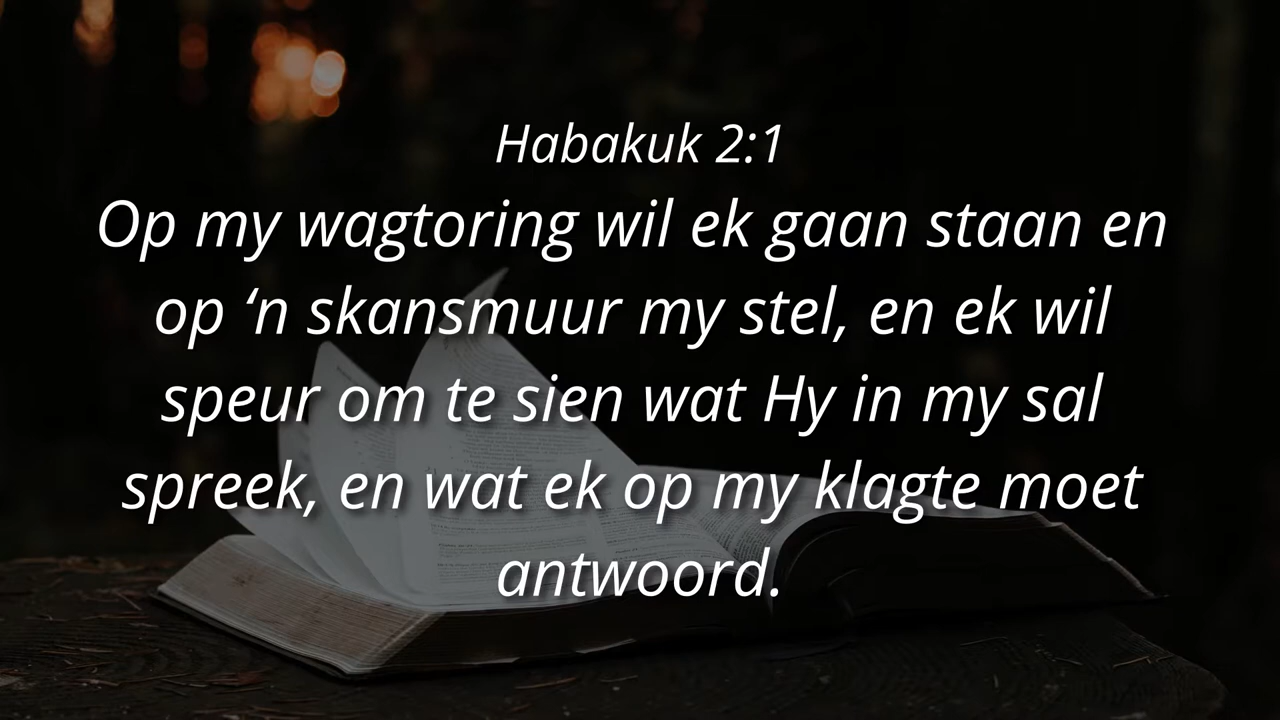 Habakuk 2:1
Op my wagtoring wil ek gaan staan en
op ‘n skansmuur my stel, en ek wil
speur om te sien wat Hy in my sal
spreek, en wat ek op my klagte moet
antwoord.